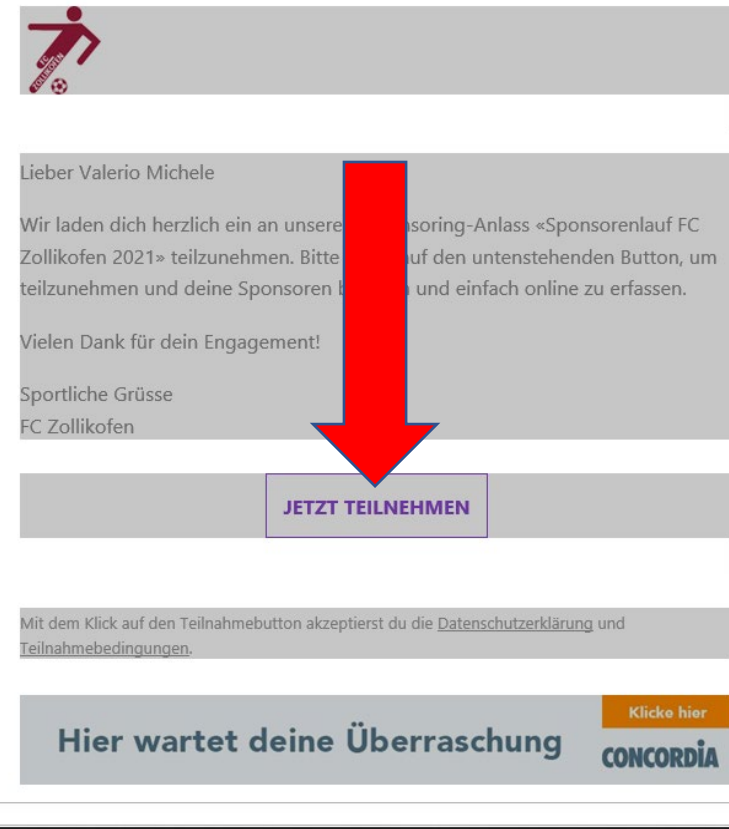 FC
ZOLLIKOFEN
Lieber Valerio Michele
Wir laden dich herzlich ein an unsere soring-Anlass «Sponsorenlauf FC
Zollikofen 2021» teilzunehmen. Bitte auf den untenstehenden Button, um
teilzunehmen und deine Sponsoren und einfach online zu erfassen.
Vielen Dank für dein Engagement!
Sportliche Grüsse
FC Zollikofen
JETZT TEILNEHMEN
Mit dem Klick auf den Teilnahmebutton akzeptierst du die Datenschutzerklärung und
Teilnahmebedingungen.
Hier wartet deine Überraschung
Klicke hier
CONCORDIA